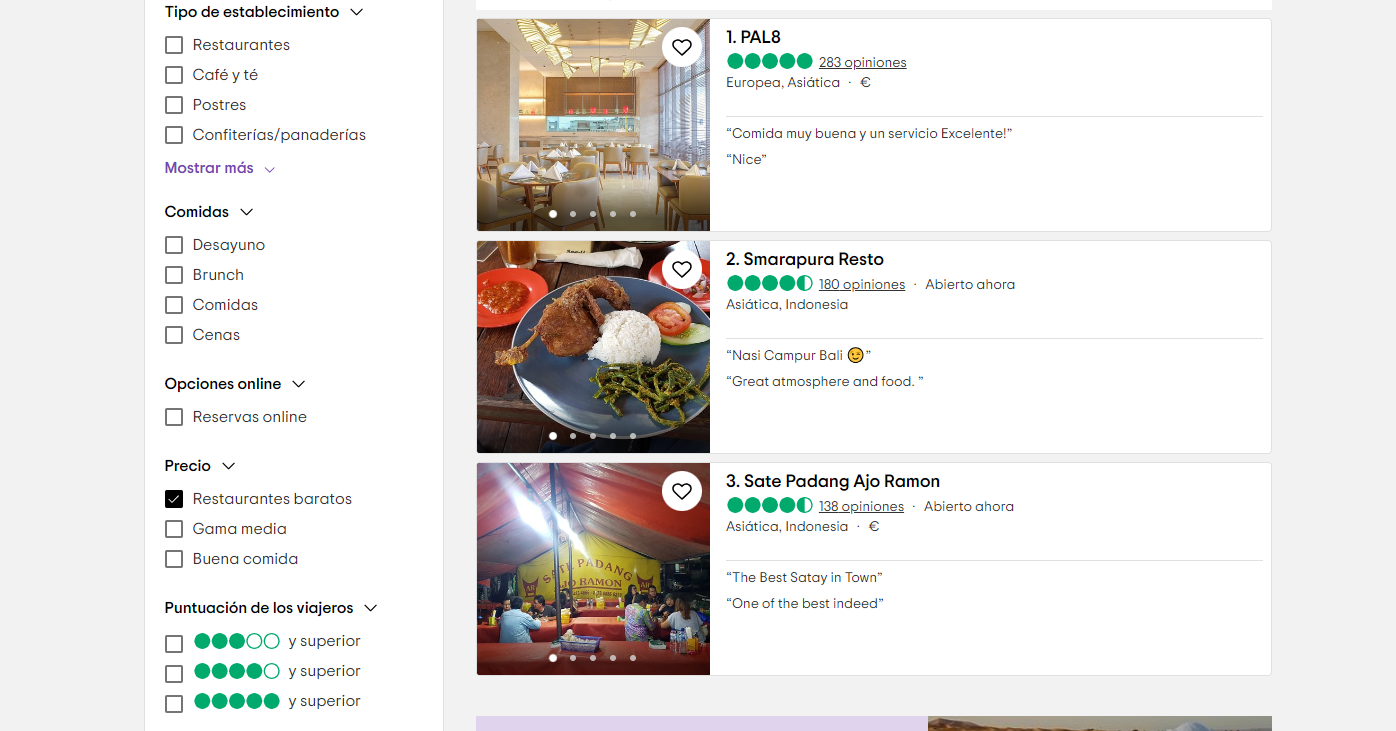 Tipo de establecimiento
Restaurantes
Café y té
Postres
Confiterías/panaderías
Mostrar más
Comidas
Desayuno
Brunch
Comidas
Cenas
Opciones online
Reservas online
Precio
Restaurantes baratos
Gama media
Buena comida
Puntuación de los viajeros
y superior
y superior
y superior
1. PAL8
283 opiniones
Europea, Asiática · €
“Comida muy buena y un servicio Excelente!”
“Nice”
2. Smarapura Resto
180 opiniones · Abierto ahora
Asiática, Indonesia
“Nasi Campur Bali 😉”
“Great atmosphere and food. ”
3. Sate Padang Ajo Ramon
138 opiniones · Abierto ahora
Asiática, Indonesia · €
“The Best Satay in Town”
“One of the best indeed”
SATE PADANG
AJO RAMON